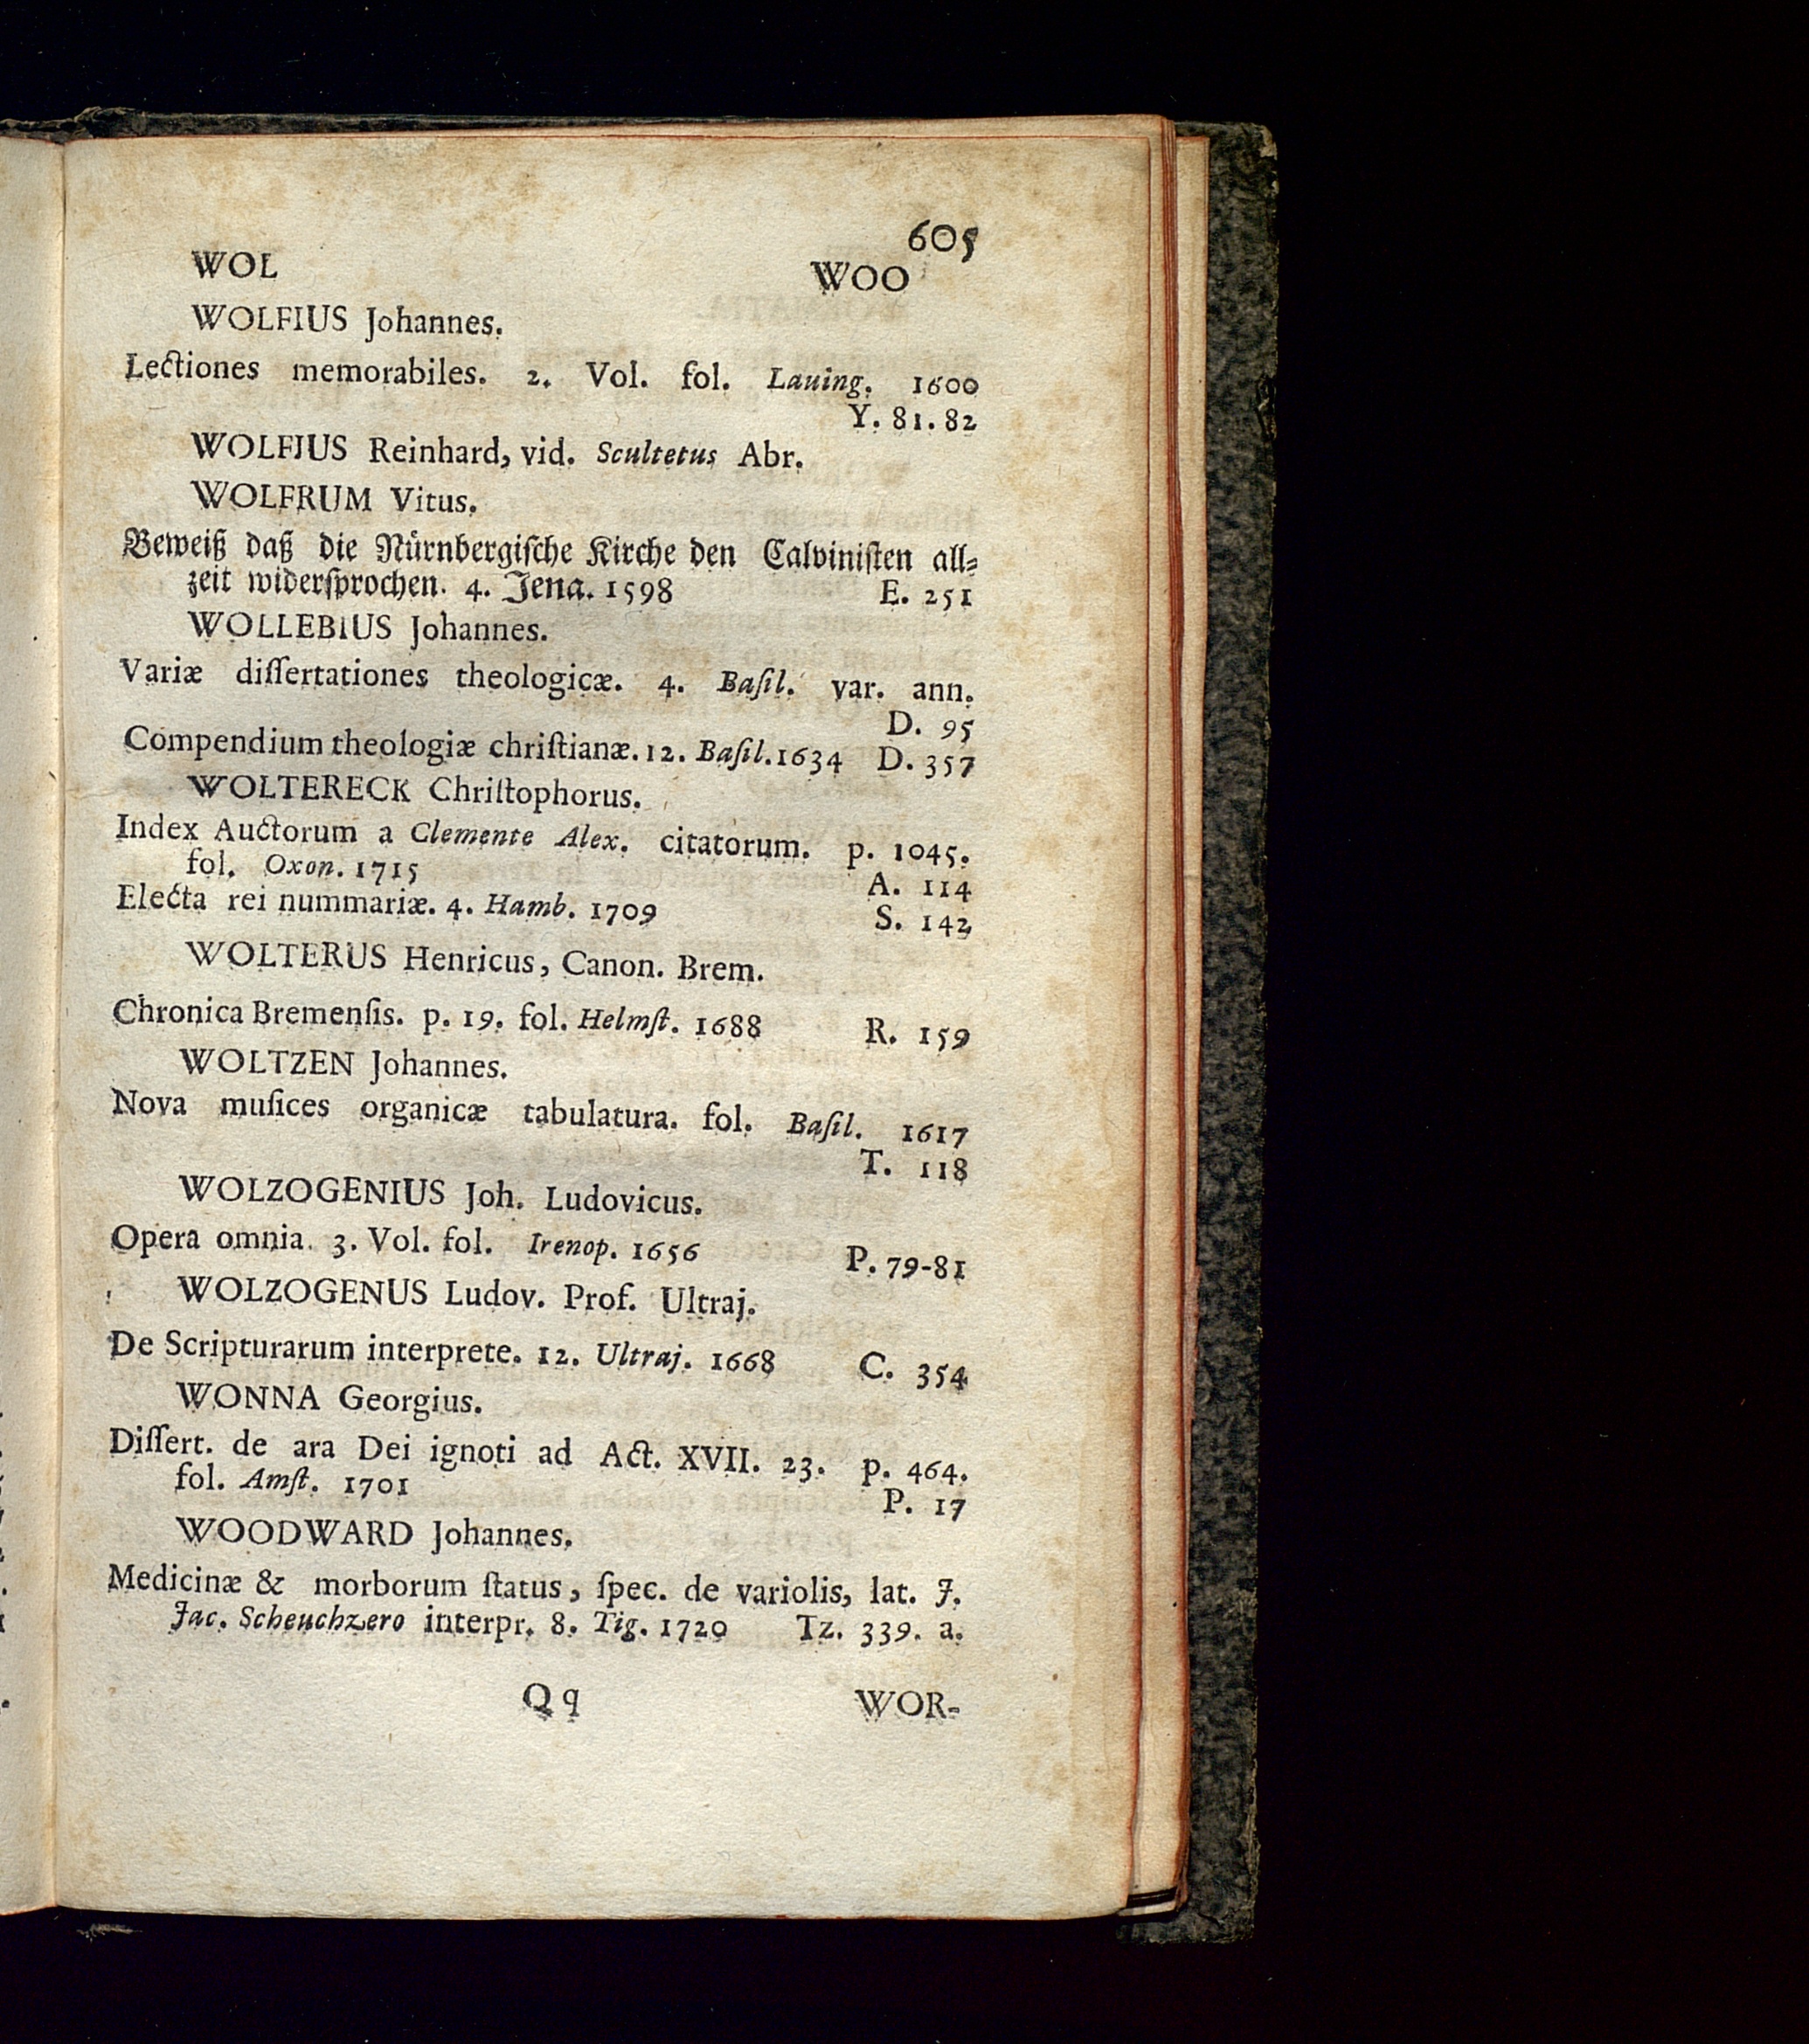 605
WOL WOO
WOLFIUS Johannes.
Lectiones memorabiles. 2. Vol. fol. Lauing. 1600
Y. 81. 82
WOLFIUS Reinhard, vid. Scultetus Abr.
WOLFRUM Vitus.
Beweiß daß die Nürnbergiſche Kirche den Calviniſten all⸗
zeit widerſprochen. 4. Jena. 1598 E. 251
WOLLEBIUS Johannes.
Variæ diſſertationes theologicæ. 4. Baſil. var. ann.
D. 95
Compendium theologiæ chriſtianæ. 12. Baſil. 1634 D. 357
WOLTERECK Chriſtophorus.
Index Auctorum a Clemente Alex. citatorum. p. 1045.
fol. Oxon. 1715 A. 114
Electa rei nummariæ. 4. Hamb. 1709 S. 142
WOLTERUS Henricus, Canon. Brem.
Chronica Bremenſis. p. 19. fol. Helmſt. 1688 R. 159
WOLTZEN Johannes.
Nova muſices organicæ tabulatura. fol. Baſil. 1617
T. 118
WOLZOGENIUS Joh. Ludovicus.
Opera omnia. 3. Vol. fol. Irenop. 1656 P. 79-81
WOLZOGENUS Ludov. Prof. Ultraj.
De Scripturarum interprete. 12. Ultraj. 1668 C. 354
WONNA Georgius.
Diſſert. de ara Dei ignoti ad Act. XVII. 23. p. 464.
fol. Amſt. 1701 P. 17
WOODWARD Johannes.
Medicinæ & morborum ſtatus, ſpec. de variolis, lat. J.
Jac. Scheuchzero interpr. 8. Tig. 1720 Tz. 339. a.
Qq WOR-